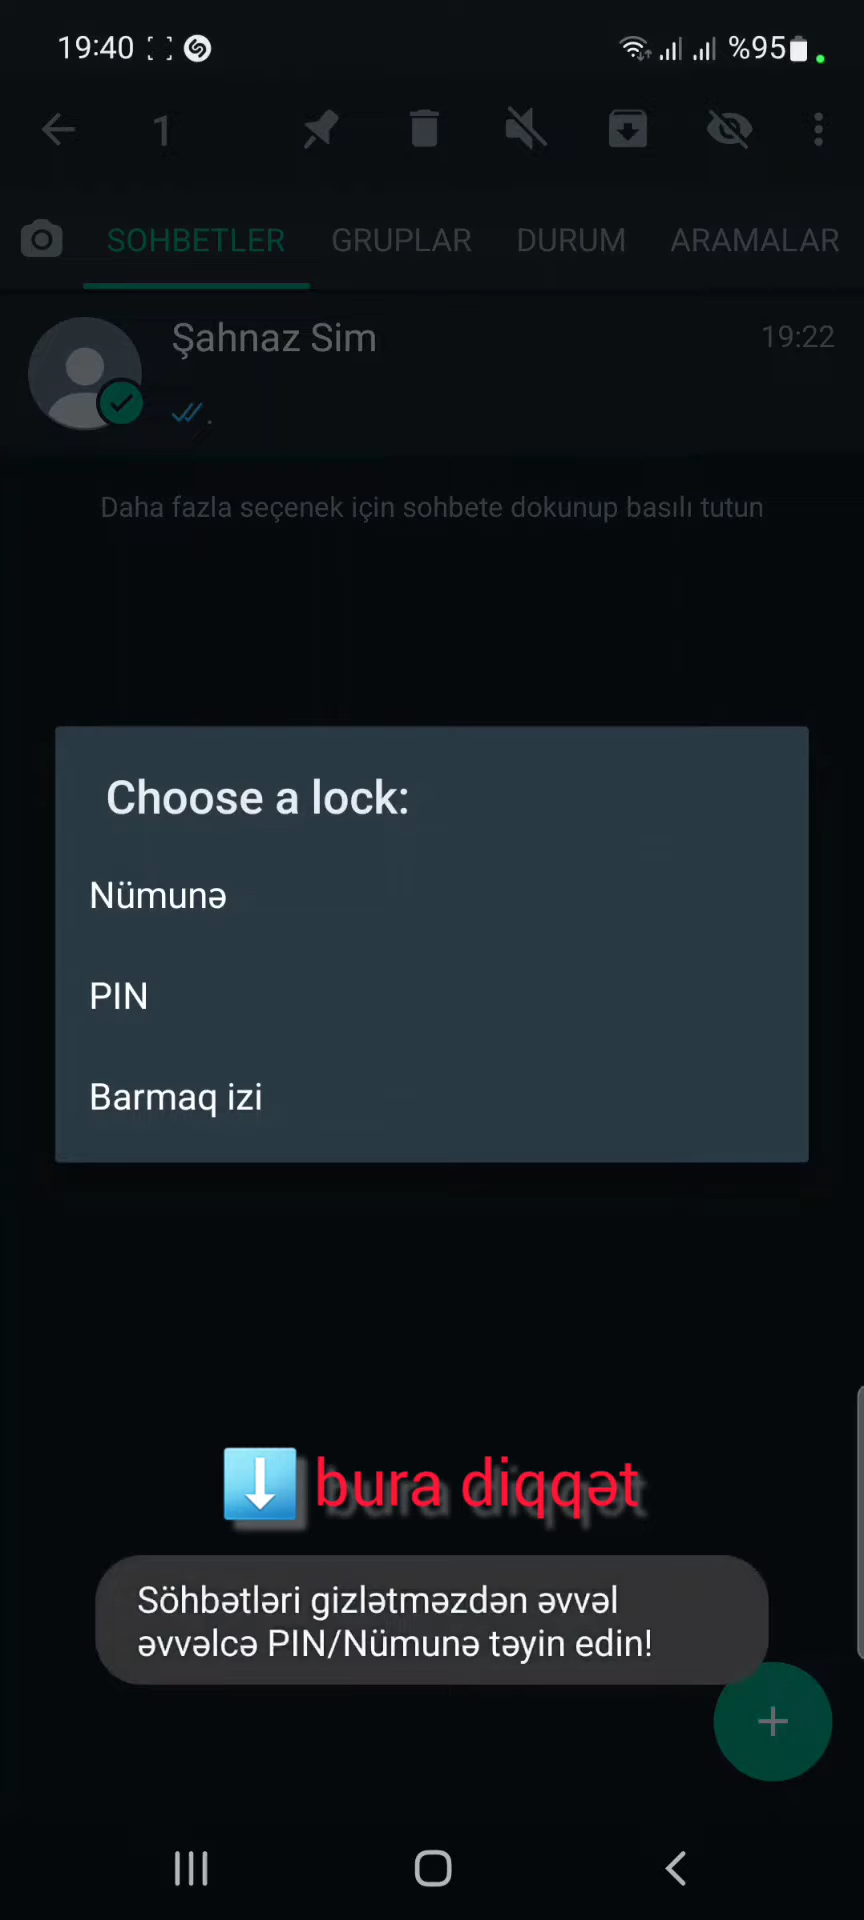 19:40 %95
1
SOHBETLER GRUPLAR DURUM ARAMALAR
Şahnaz Sim 19:22
.
Daha fazla seçenek için sohbete dokunup basılı tutun
Choose a lock:
Nümunə
PIN
Barmaq izi
bura diqqət
Söhbətləri gizlətməzdən əvvəl
əvvəlcə PIN/Nümunə təyin edin!